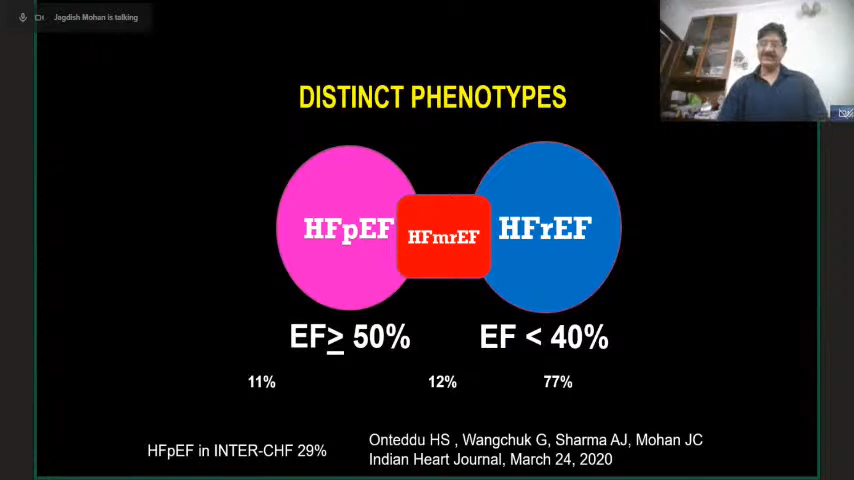 Jagdish Mohan is talking
DISTINCT PHENOTYPES
HFpEF
HFmrEF
HFrEF
EF≥ 50%
EF < 40%
11%
12%
77%
HFpEF in INTER-CHF 29%
Onteddu HS , Wangchuk G, Sharma AJ, Mohan JC
Indian Heart Journal, March 24, 2020